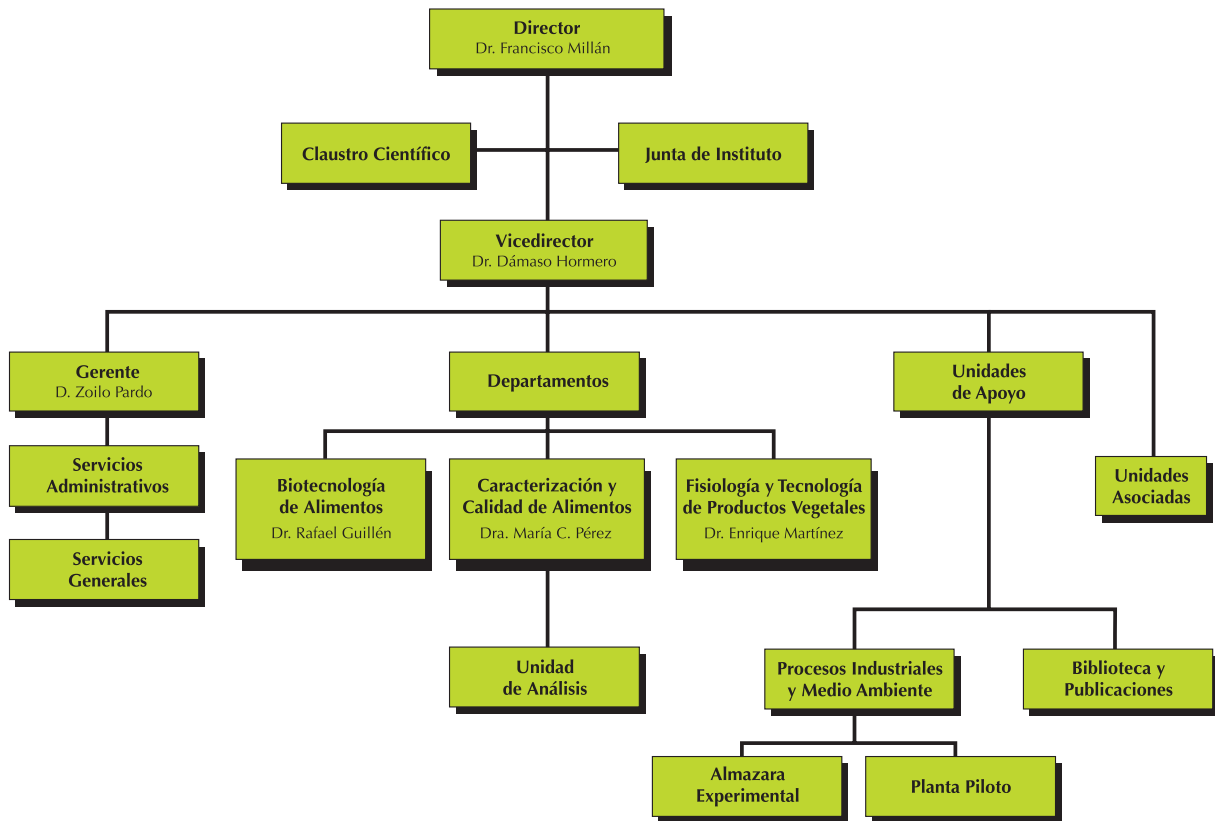 Director
Dr. Francisco Millán
Claustro Científico
Junta de Instituto
Vicedirector
Dr. Dámaso Hormero
Gerente
D. Zoilo Pardo
Departamentos
Unidades
de Apoyo
Servicios
Administrativos
Biotecnología
de Alimentos
Dr. Rafael Guillén
Caracterización y
Calidad de Alimentos
Dra. María C. Pérez
Fisiología y Tecnología
de Productos Vegetales
Dr. Enrique Martínez
Unidades
Asociadas
Servicios
Generales
Unidad
de Análisis
Procesos Industriales
y Medio Ambiente
Biblioteca y
Publicaciones
Almazara
Experimental
Planta Piloto